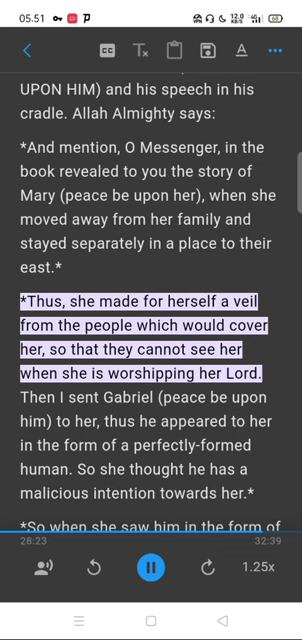 05.51
12.0 KB/s
4G
61
CC
UPON HIM) and his speech in his
cradle. Allah Almighty says:
*And mention, O Messenger, in the
book revealed to you the story of
Mary (peace be upon her), when she
moved away from her family and
stayed separately in a place to their
east.*
*Thus, she made for herself a veil
from the people which would cover
her, so that they cannot see her
when she is worshipping her Lord.
Then I sent Gabriel (peace be upon
him) to her, thus he appeared to her
in the form of a perfectly-formed
human. So she thought he has a
malicious intention towards her.*
*So when she saw him in the form of
28:23
32:39
1.25x